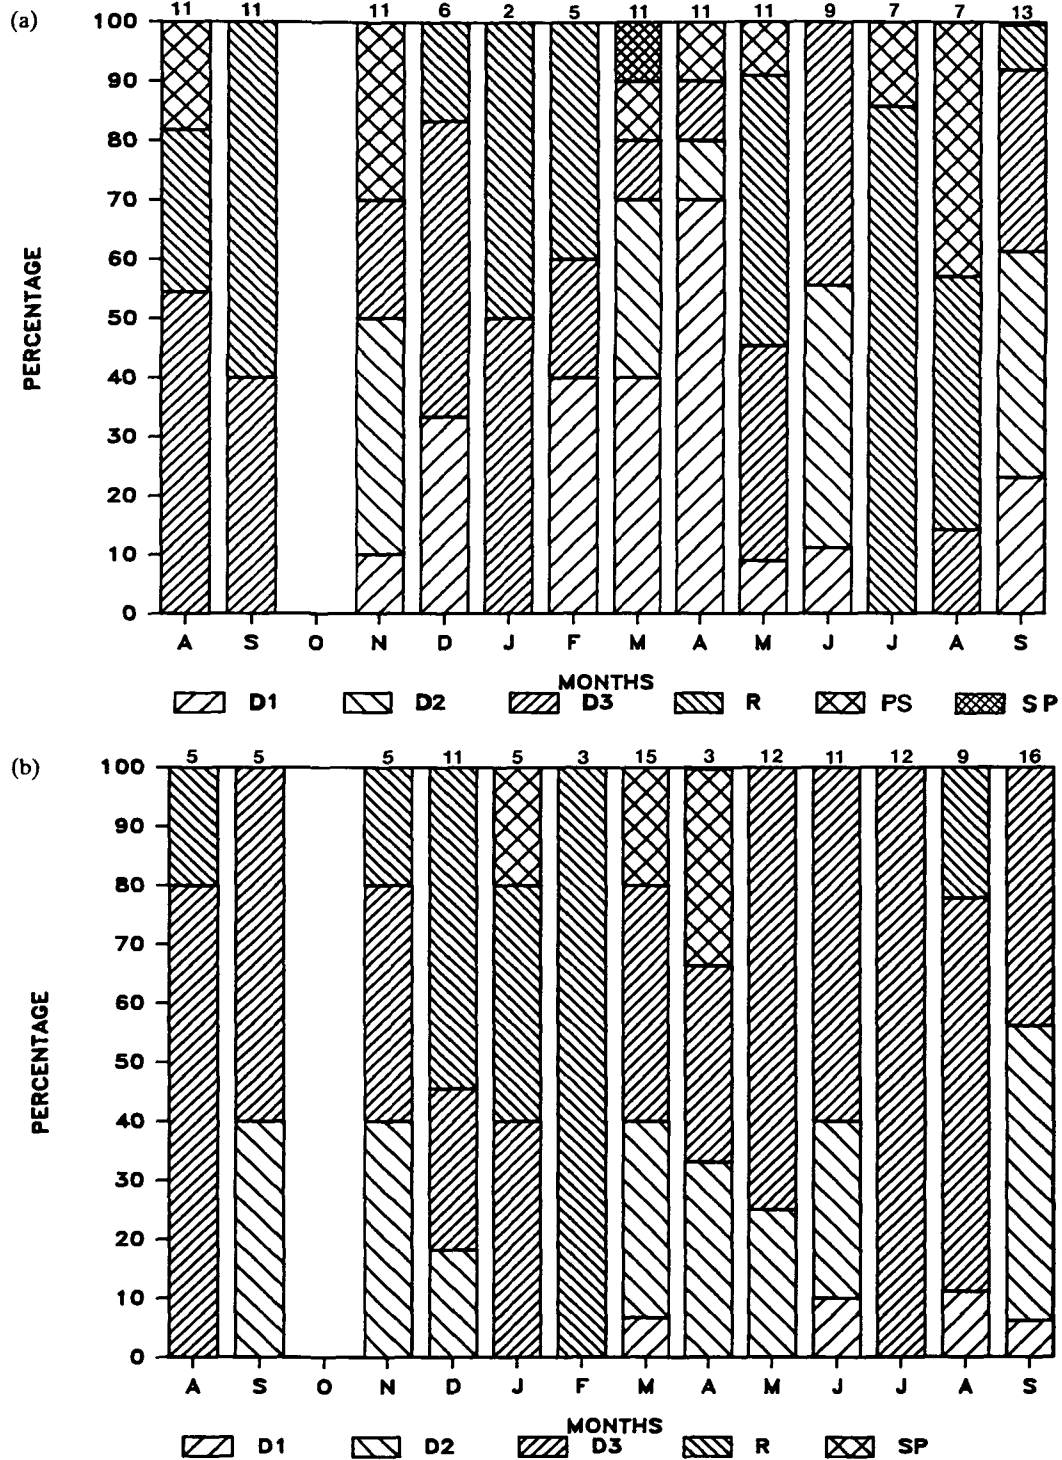 (a)
11 11 11 6 2 5 11 11 11 9 7 7 13
100
90
80
70
60
50
40
30
20
10
0
PERCENTAGE
A S O N D J F M A M J J A S
MONTHS
D1 D2 D3 R PS SP
(b)
5 5 5 11 5 3 15 3 12 11 12 9 16
100
90
80
70
60
50
40
30
20
10
0
PERCENTAGE
A S O N D J F M A M J J A S
MONTHS
D1 D2 D3 R SP